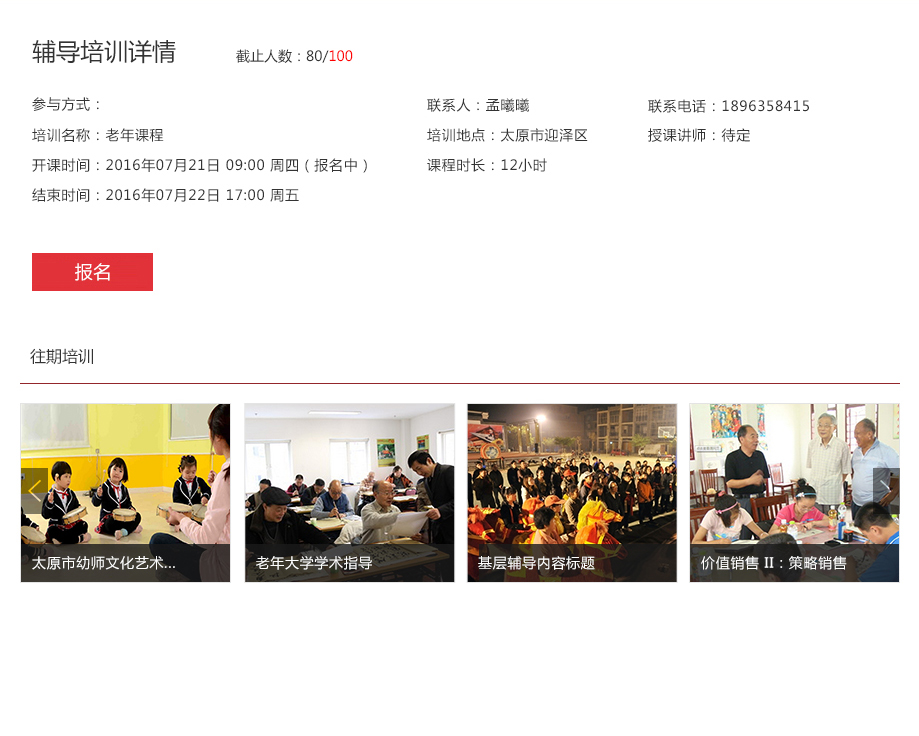 辅导培训详情
截止人数：80/100
参与方式：
联系人：孟曦曦
联系电话：1896358415
培训名称：老年课程
培训地点：太原市迎泽区
授课讲师：待定
开课时间：2016年07月21日 09:00 周四（报名中）
课程时长：12小时
结束时间：2016年07月22日 17:00 周五
报名
往期培训
太原市幼师文化艺术...
老年大学学术指导
基层辅导内容标题
价值销售 II：策略销售